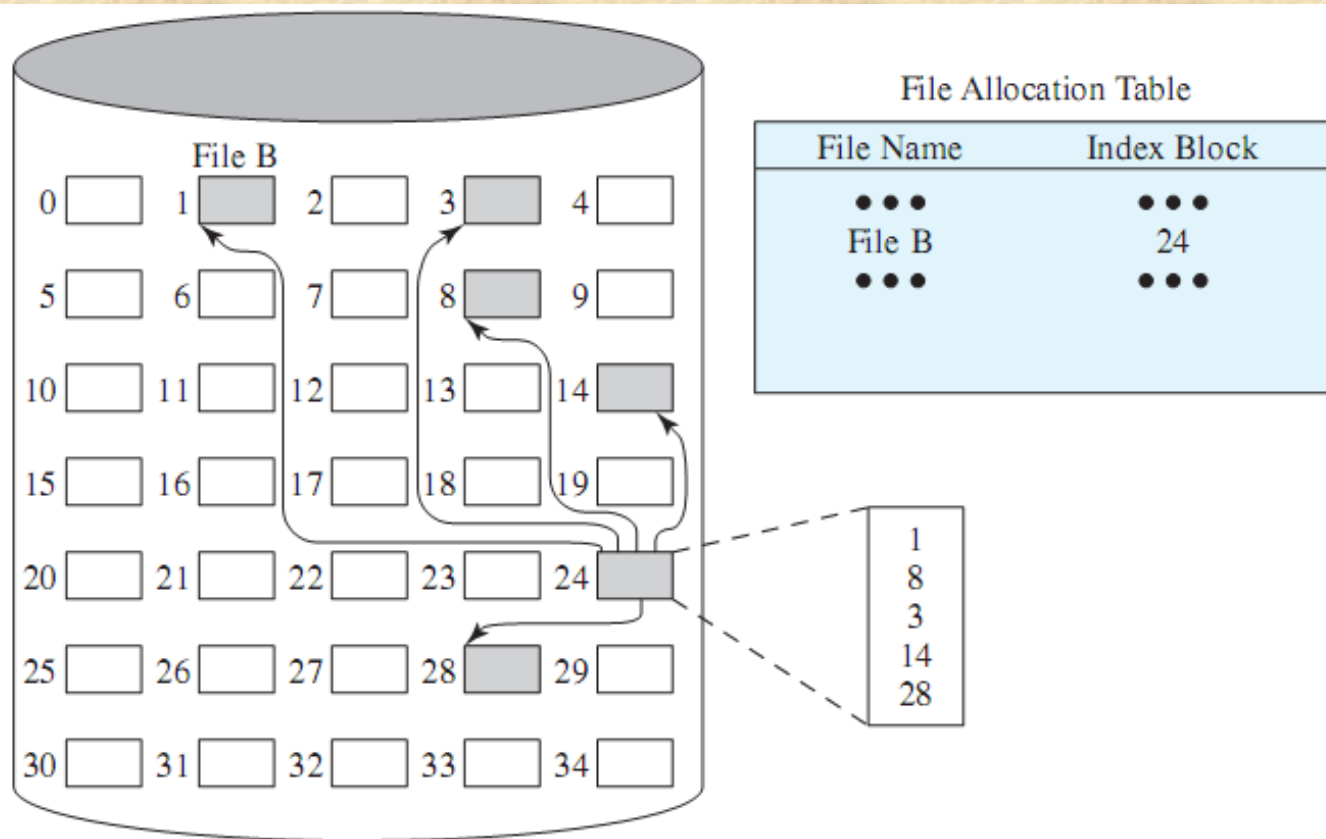 File Allocation Table
File Name Index Block
● ● ● ● ● ●
File B 24
● ● ● ● ● ●
File B
0 1 2 3 4
5 6 7 8 9
10 11 12 13 14
15 16 17 18 19
20 21 22 23 24
25 26 27 28 29
30 31 32 33 34
1
8
3
14
28